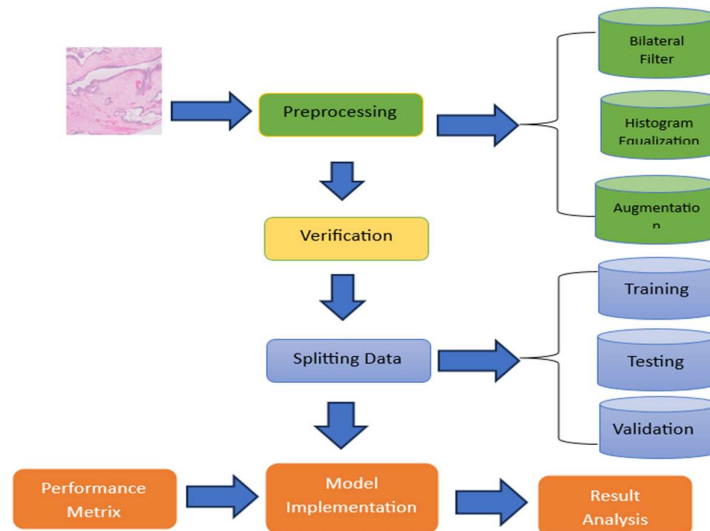 Bilateral
Filter
Preprocessing
Histogram
Equalization
Augmentatio
n
Verification
Training
Splitting Data
Testing
Validation
Performance
Metrix
Model
Implementation
Result
Analysis